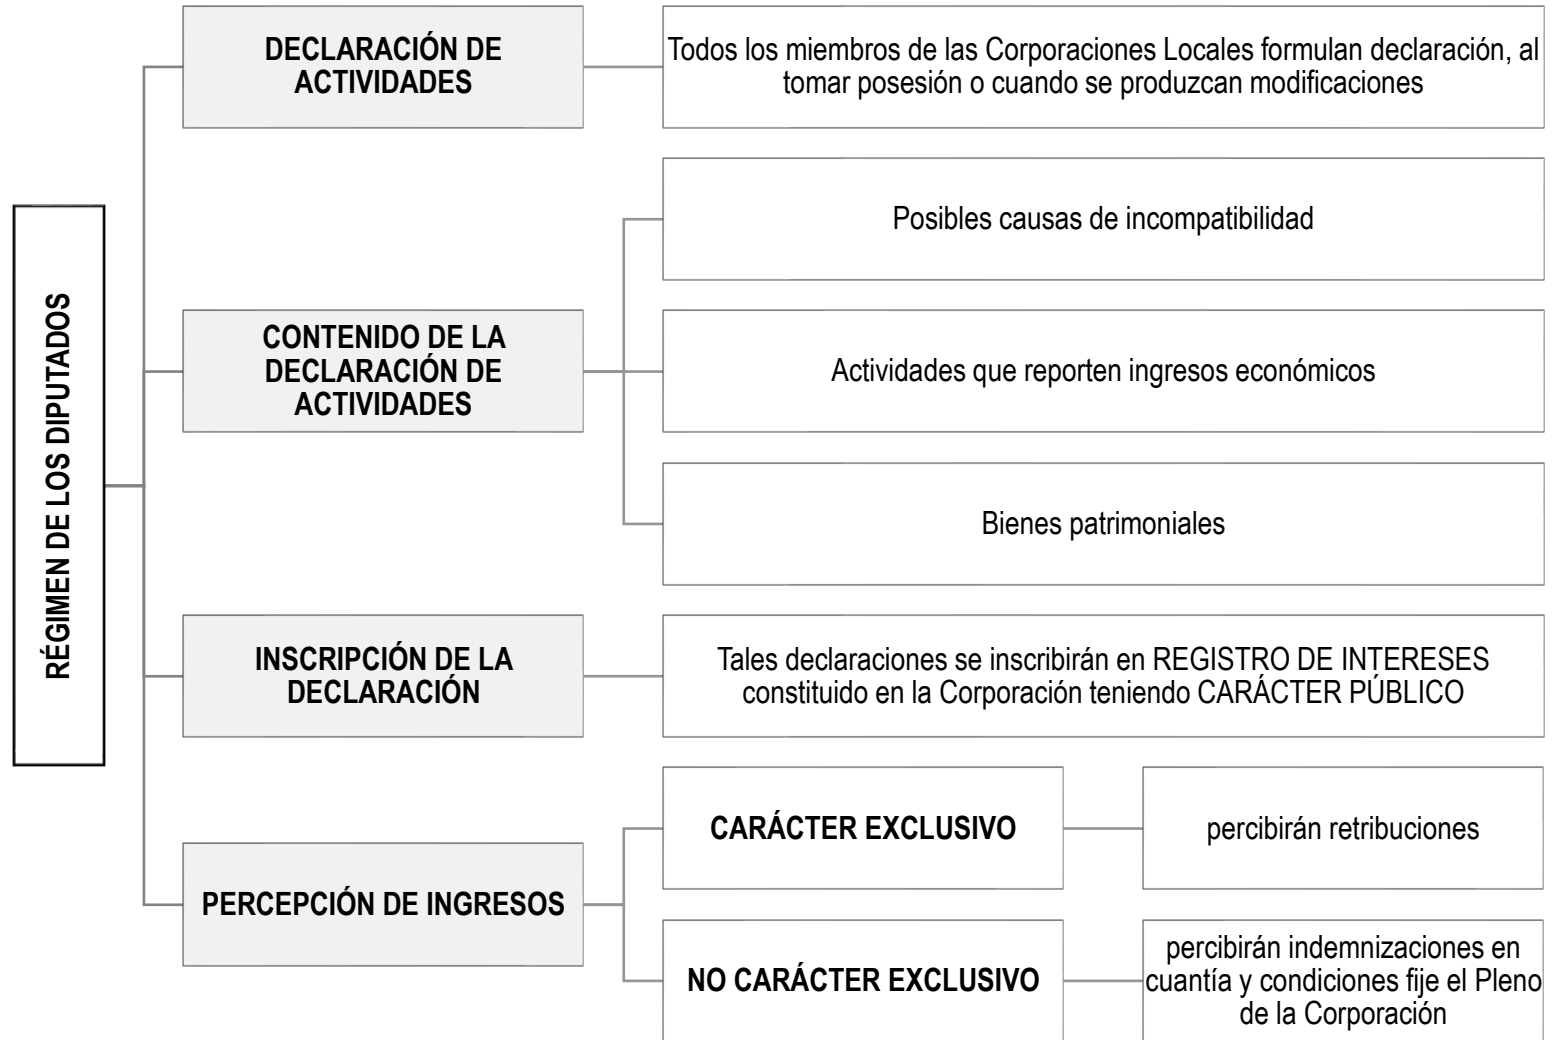 RÉGIMEN DE LOS DIPUTADOS
DECLARACIÓN DE
ACTIVIDADES
Todos los miembros de las Corporaciones Locales formulan declaración, al
tomar posesión o cuando se produzcan modificaciones
CONTENIDO DE LA
DECLARACIÓN DE
ACTIVIDADES
Posibles causas de incompatibilidad
Actividades que reporten ingresos económicos
Bienes patrimoniales
INSCRIPCIÓN DE LA
DECLARACIÓN
Tales declaraciones se inscribirán en REGISTRO DE INTERESES
constituido en la Corporación teniendo CARÁCTER PÚBLICO
PERCEPCIÓN DE INGRESOS
CARÁCTER EXCLUSIVO
percibirán retribuciones
NO CARÁCTER EXCLUSIVO
percibirán indemnizaciones en
cuantía y condiciones fije el Pleno
de la Corporación